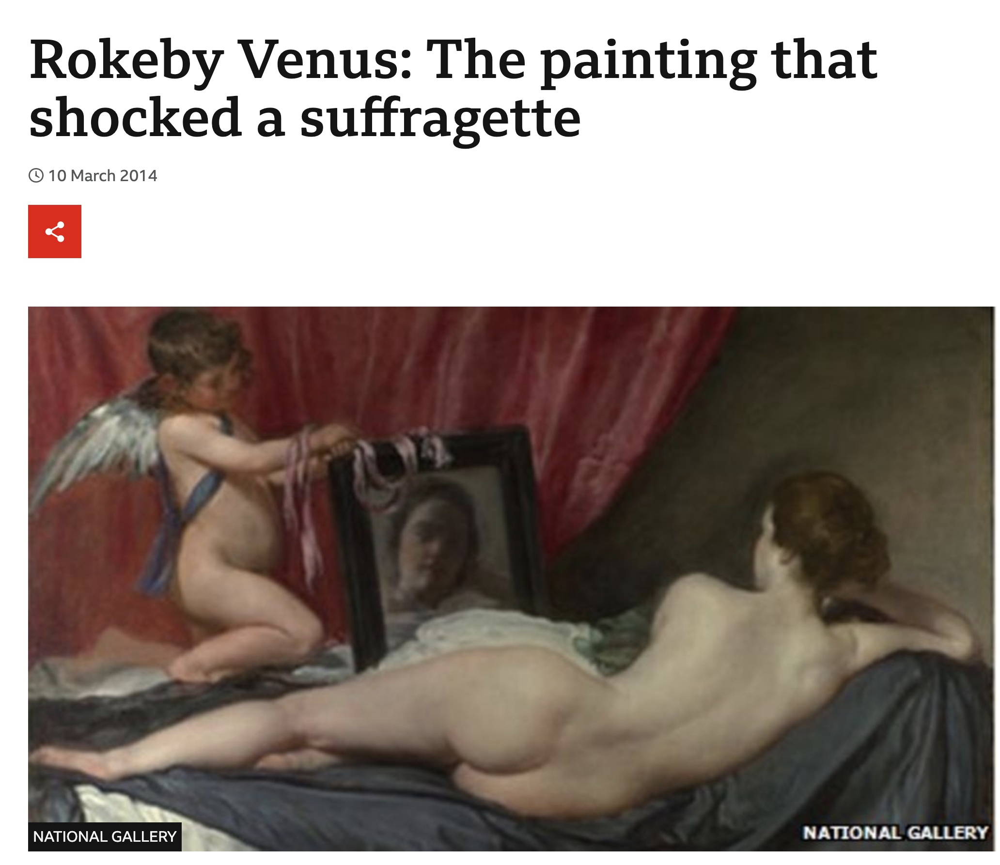 Rokeby Venus: The painting that
shocked a suffragette
10 March 2014
NATIONAL GALLERY
NATIONAL GALLERY